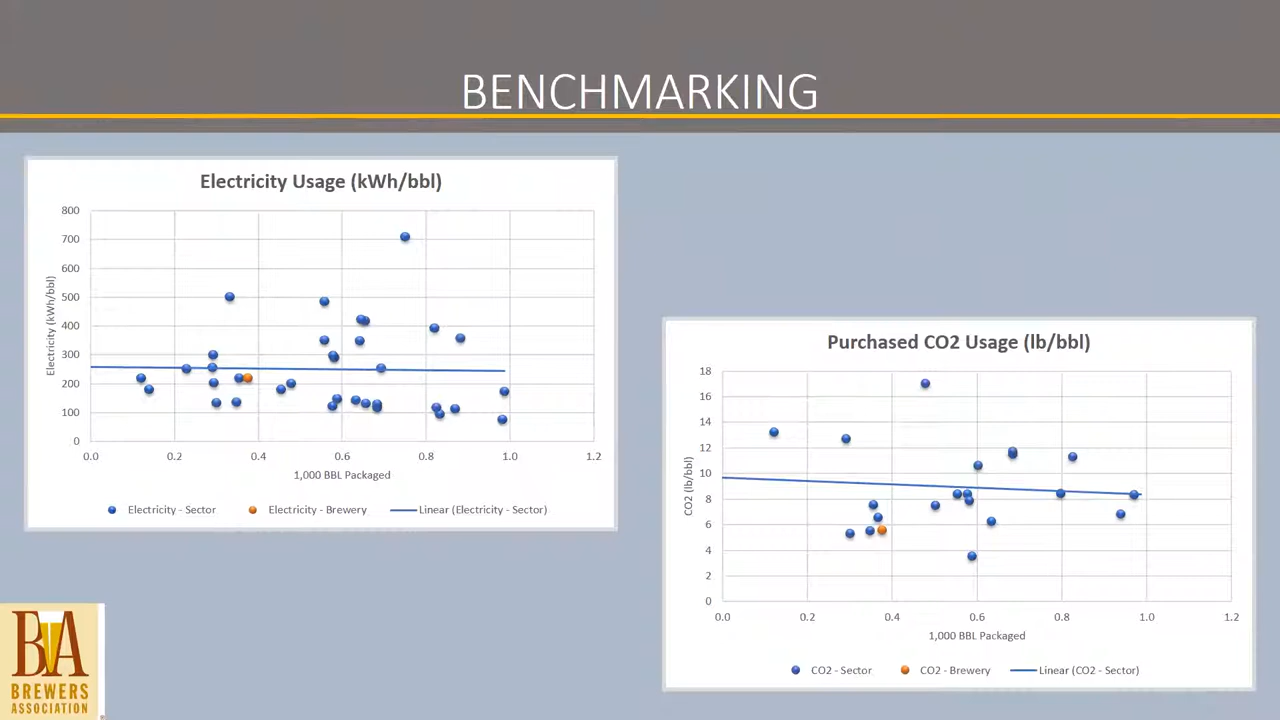 BENCHMARKING
Electricity Usage (kWh/bbl)
800
700
600
500
400
300
200
100
0
Electricity (kWh/bbl)
0.0 0.2 0.4 0.6 0.8 1.0 1.2
1,000 BBL Packaged
Electricity - Sector Electricity - Brewery Linear (Electricity - Sector)
Purchased CO2 Usage (lb/bbl)
18
16
14
12
10
8
6
4
2
0
CO2 (lb/bbl)
0.0 0.2 0.4 0.6 0.8 1.0 1.2
1,000 BBL Packaged
CO2 - Sector CO2 - Brewery Linear (CO2 - Sector)
BA
BREWERS
ASSOCIATION